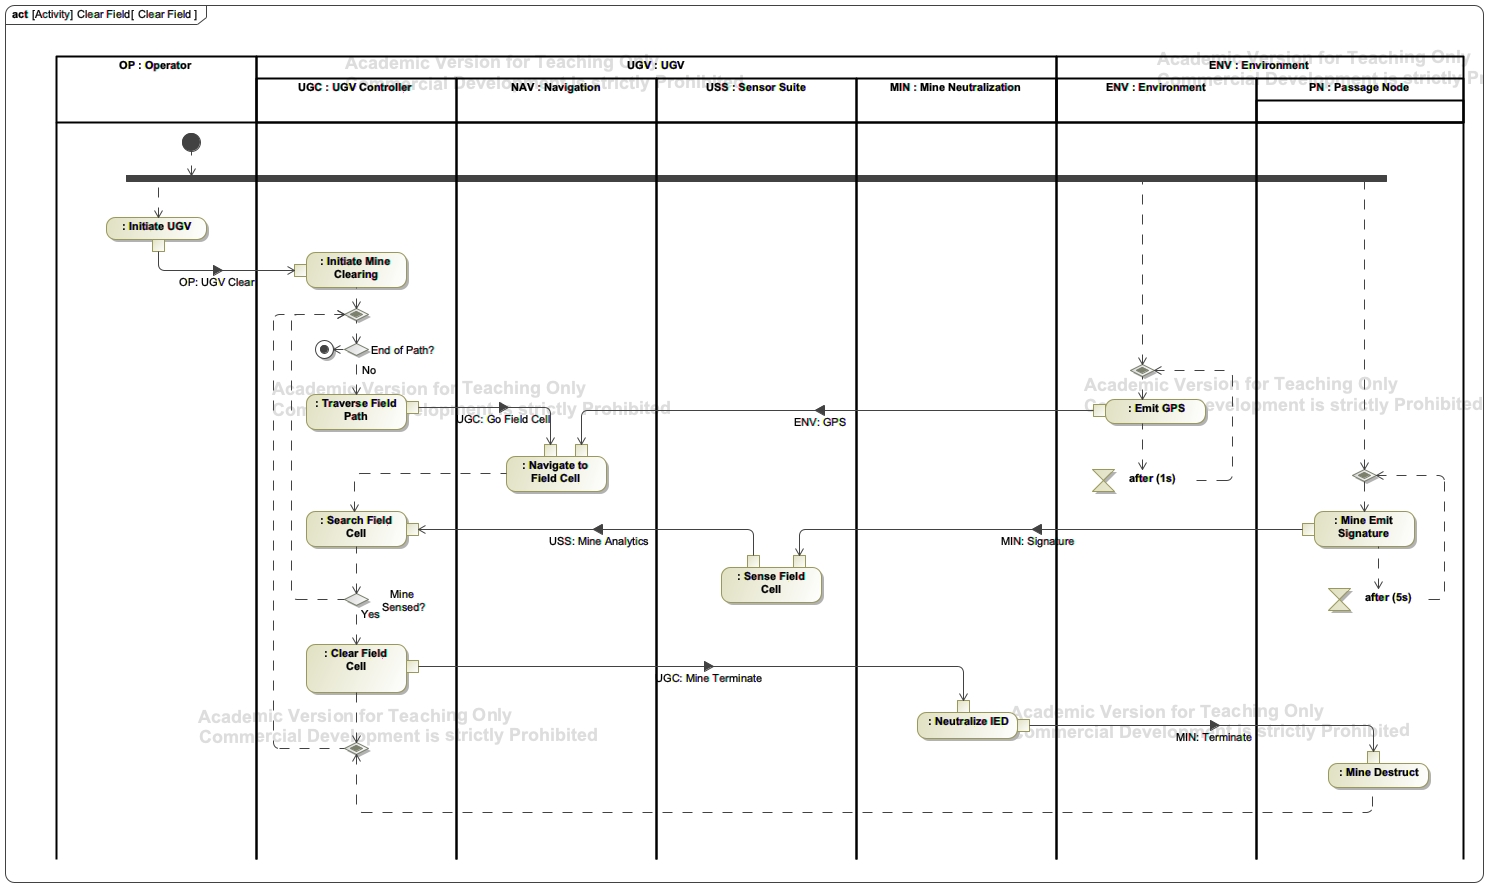 act [Activity] Clear Field[ Clear Field ]
Academic Version for Teaching Only
Commercial Development is strictly Prohibited
Academic Version for Teaching Only
Commercial Development is strictly Pr
OP : Operator
UGV : UGV
ENV : Environment
UGC : UGV Controller
NAV : Navigation
USS : Sensor Suite
MIN : Mine Neutralization
ENV : Environment
PN : Passage Node
: Initiate UGV
OP: UGV Clear
: Initiate Mine
Clearing
End of Path?
No
Academic Version for Teaching Only
Commercial Development is strictly Prohibited
Academic Version for Teaching Only
Commercial Development is strictly Prohibited
: Traverse Field
Path
UGC: Go Field Cell
ENV: GPS
: Emit GPS
: Navigate to
Field Cell
after (1s)
: Search Field
Cell
USS: Mine Analytics
MIN: Signature
: Mine Emit
Signature
: Sense Field
Cell
after (5s)
Mine
Sensed?
Yes
: Clear Field
Cell
UGC: Mine Terminate
Academic Version for Teaching Only
Commercial Development is strictly Prohibited
: Neutralize IED
Academic Version for Teaching Only
Commercial Development is strictly Prohibited
MIN: Terminate
: Mine Destruct